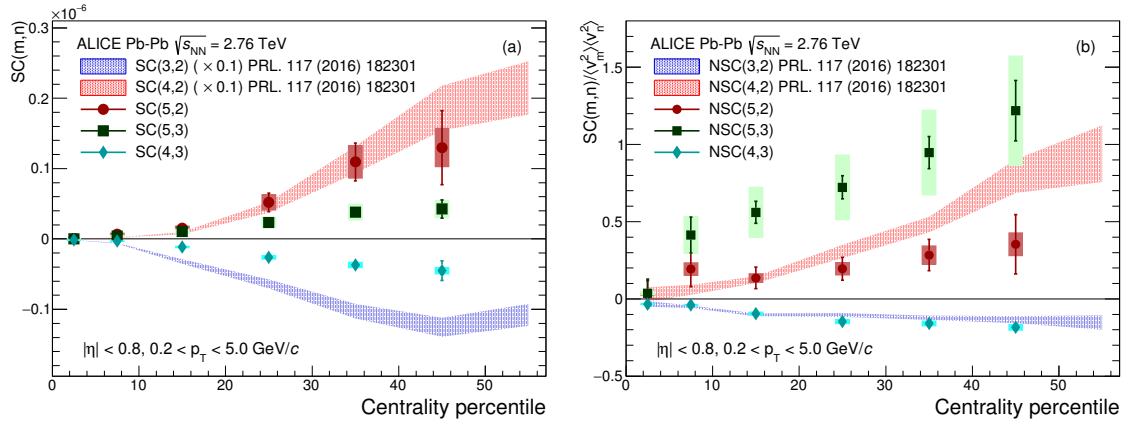 ×10⁻⁶
SC(m,n)
0.3
0.2
0.1
0
−0.1
ALICE Pb-Pb √sNN = 2.76 TeV
(a)
SC(3,2) (×0.1) PRL. 117 (2016) 182301
SC(4,2) (×0.1) PRL. 117 (2016) 182301
SC(5,2)
SC(5,3)
SC(4,3)
|η| < 0.8, 0.2 < pT < 5.0 GeV/c
0 10 20 30 40 50
Centrality percentile
SC(m,n)/⟨v²m⟩⟨v²n⟩
1.5
1
0.5
0
−0.5
ALICE Pb-Pb √sNN = 2.76 TeV
(b)
NSC(3,2) PRL. 117 (2016) 182301
NSC(4,2) PRL. 117 (2016) 182301
NSC(5,2)
NSC(5,3)
NSC(4,3)
|η| < 0.8, 0.2 < pT < 5.0 GeV/c
0 10 20 30 40 50
Centrality percentile